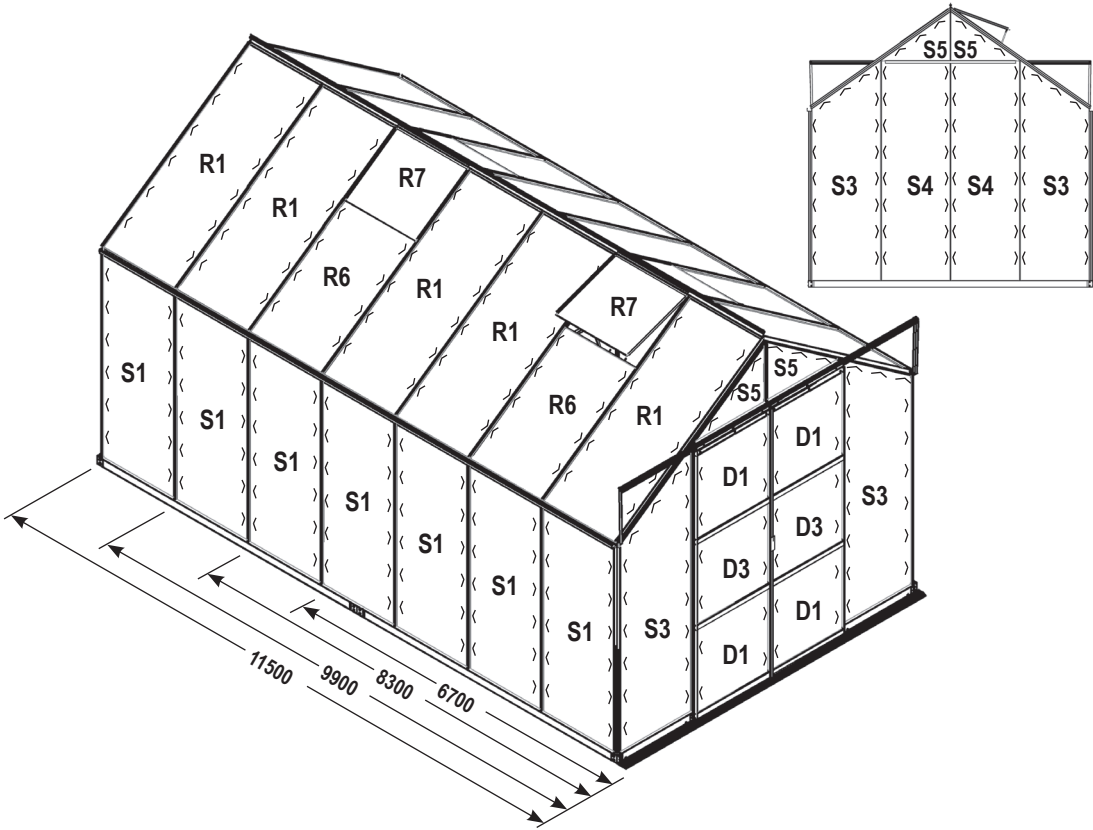 S5 S5
S3 S4 S4 S3
R1
R1
R7
R6
R1
R1
R7
R6
R1
S1
S1
S1
S1
S1
S1
S1
S5
S5
D1
D1
S3
D3
D3
S3
D1
D1
11500
9900
8300
6700